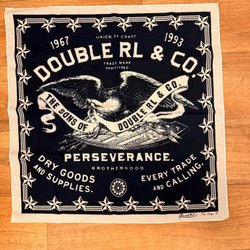 UNION OF CRAFT
1967 1993
DOUBLE RL & CO.
TRADE MARK
REGISTERED
THE SONS OF DOUBLE RL & CO.
PERSEVERANCE.
BROTHERHOOD
DRY GOODS
AND SUPPLIES.
EVERY TRADE
AND CALLING.